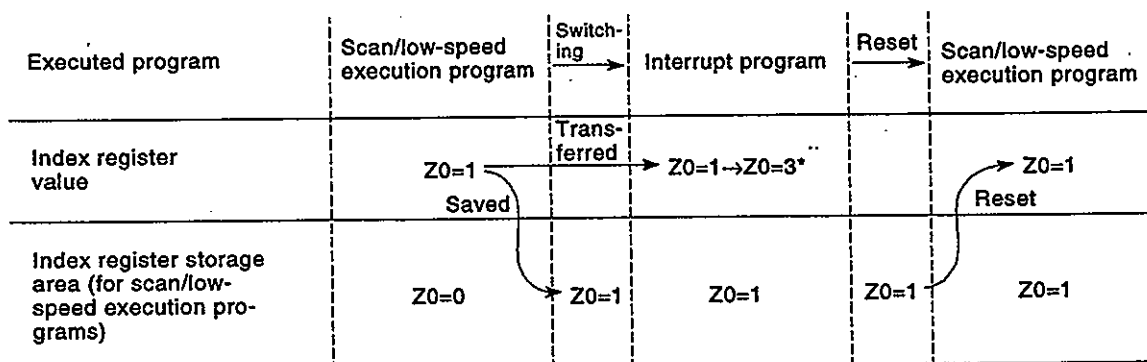 Executed program
Scan/low-speed
execution program
Switch-
ing
Interrupt program
Reset
Scan/low-speed
execution program
Index register
value
Z0=1
Trans-
ferred
Z0=1→Z0=3*
Z0=1
Saved
Reset
Index register storage
area (for scan/low-
speed execution pro-
grams)
Z0=0
Z0=1
Z0=1
Z0=1
Z0=1